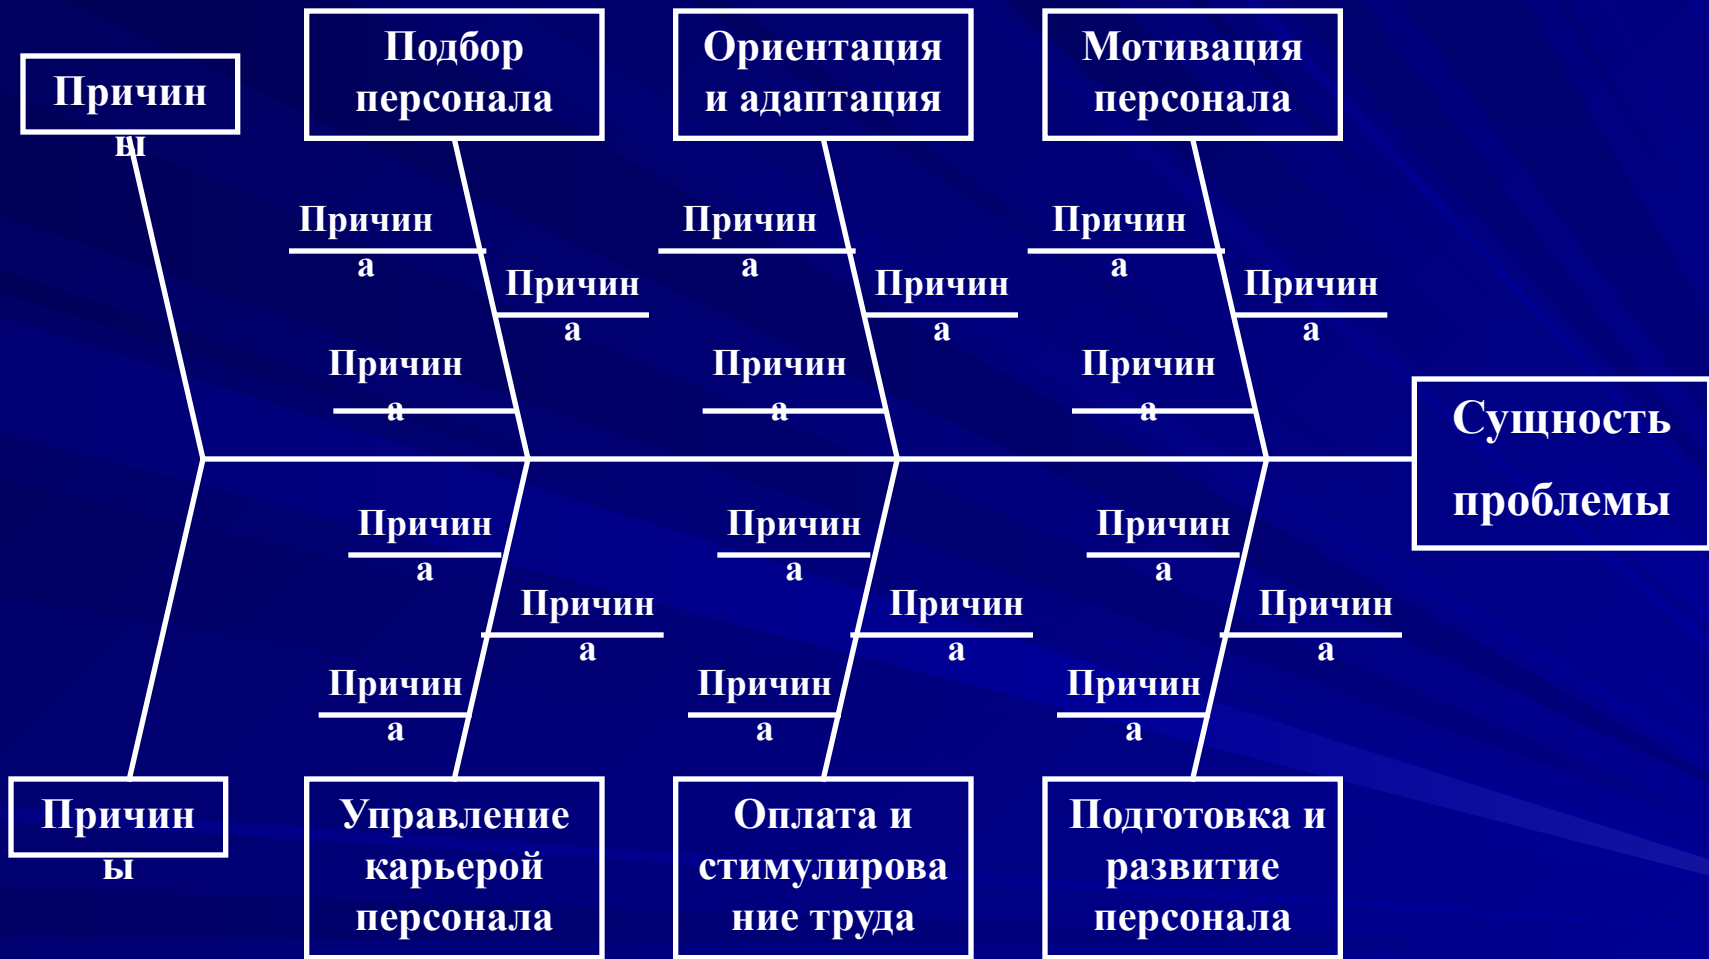 Причин
ы
Подбор
персонала
Ориентация
и адаптация
Мотивация
персонала
Причин
а
Причин
а
Причин
а
Причин
а
Причин
а
Причин
а
Причин
а
Причин
а
Причин
а
Сущность
проблемы
Причин
а
Причин
а
Причин
а
Причин
а
Причин
а
Причин
а
Причин
а
Причин
а
Причин
а
Причин
ы
Управление
карьерой
персонала
Оплата и
стимулирова
ние труда
Подготовка и
развитие
персонала